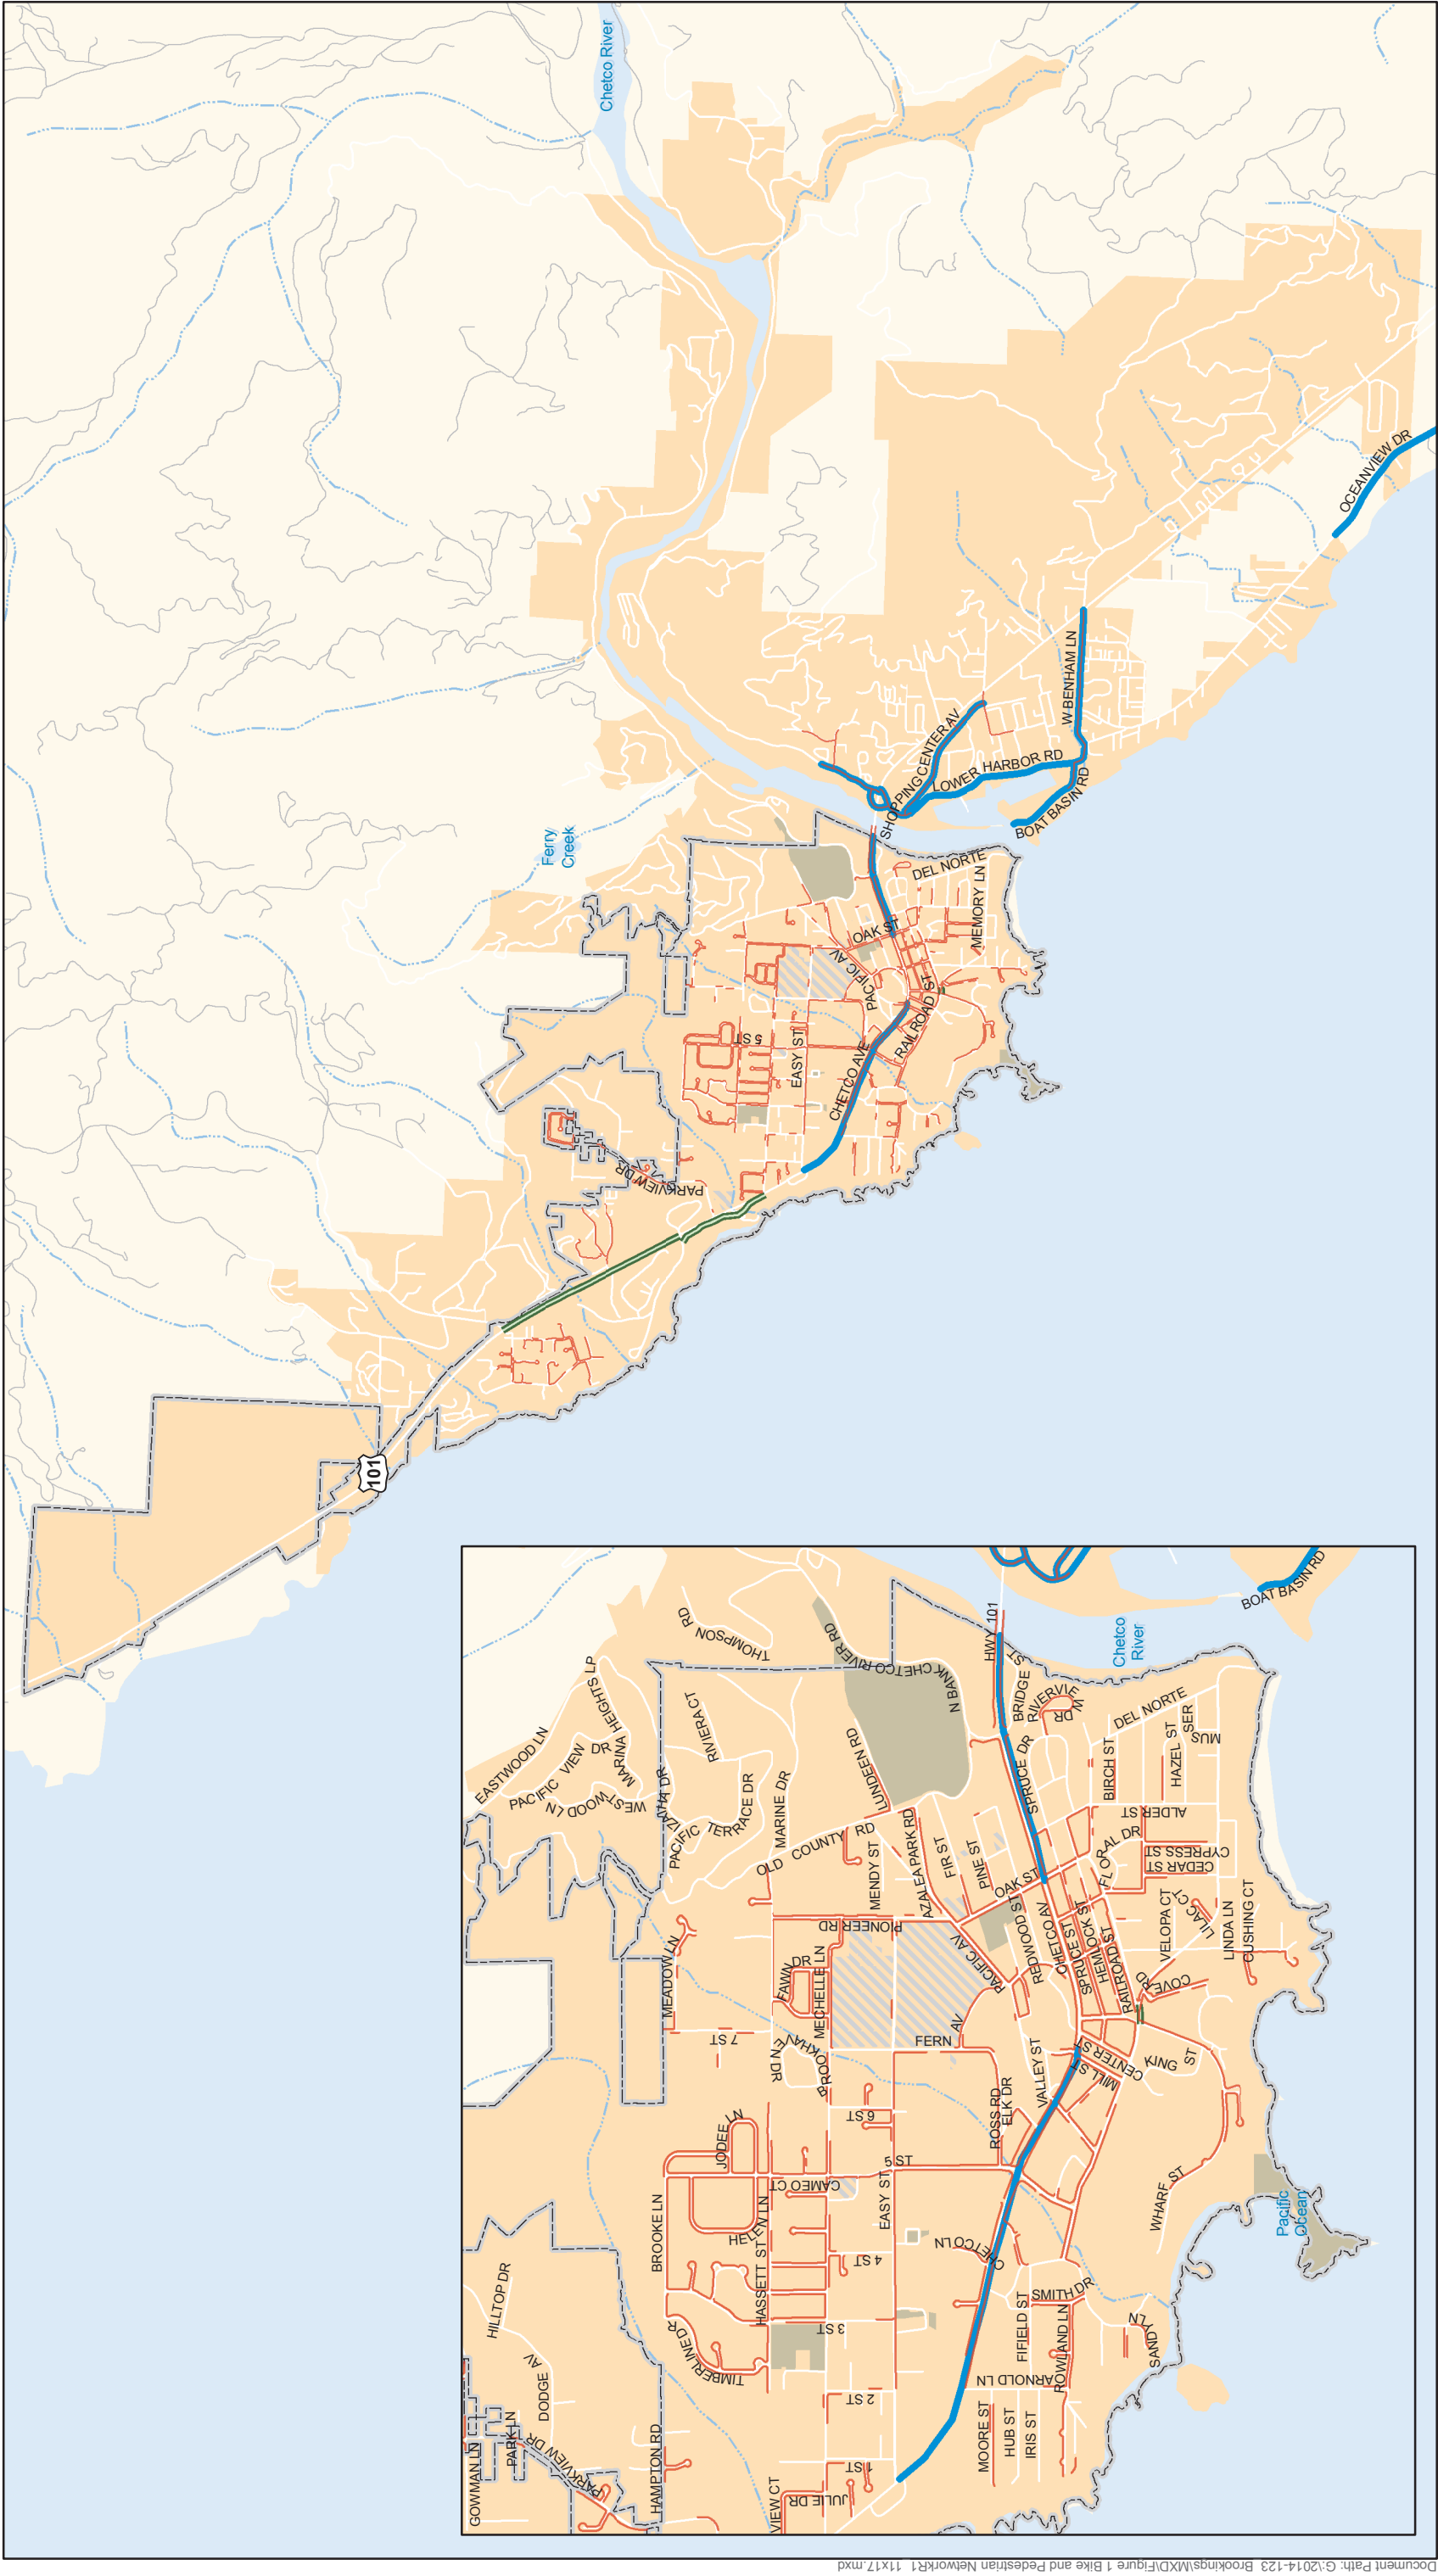 Chetco River
Ferry
Creek
OCEANVIEW DR
W BENHAM LN
SHOPPING CENTER AV
LOWER HARBOR RD
BOAT BASIN RD
DEL NORTE
MEMORY LN
OAK ST
PACIFIC AV
RAILROAD ST
5 ST
EASY ST
CHETCO AVE
PARKVIEW DR
101
BOAT BASIN RD
HWY 101
Chetco
River
THOMPSON RD
N BANK CHETCO RIVER RD
BRIDGE ST
RIVERVIEW DR
DEL NORTE
EASTWOOD LN
PACIFIC VIEW DR
MARINA HEIGHTS LP
WESTWOOD LN
RIVIERA CT
PACIFIC TERRACE DR
MARINE DR
LUNDEEN RD
SPRUCE DR
BIRCH ST
HAZEL ST
ALDER ST
OLD COUNTY RD
MENDY ST
AZALEA PARK RD
FIR ST
PINE ST
OAK ST
FLORAL DR
CYPRESS ST
CEDAR ST
PIONEER RD
PACIFIC AV
REDWOOD ST
CHETCO AV
SPRUCE ST
HEMLOCK ST
RAILROAD ST
VELOPA CT
LILAC CT
LINDA LN
CUSHING CT
MEADOW LN
FAWN DR
MECHELLE LN
COVE RD
7 ST
BROOKHAVEN DR
FERN AV
VALLEY ST
CENTER ST
MILL ST
KING ST
6 ST
ROSS RD
ELK DR
JODEE LN
CAMEO CT
5 ST
EASY ST
WHARF ST
Pacific
Ocean
BROOKE LN
HELEN LN
HASSETT ST
4 ST
CHETCO LN
HILLTOP DR
TIMBERLINE DR
3 ST
FIFIELD ST
SMITH DR
ROWLAND LN
SANDY LN
DODGE AV
2 ST
ARNOLD LN
MOORE ST
HUB ST
IRIS ST
GOWMAN LN
PARK LN
PARKVIEW DR
HAMPTON RD
VIEW CT
JULIE DR
1 ST
Document Path: G:\2014-123_Brookings\MXD\Figure 1 Bike and Pedestrian NetworkR1_11x17.mxd